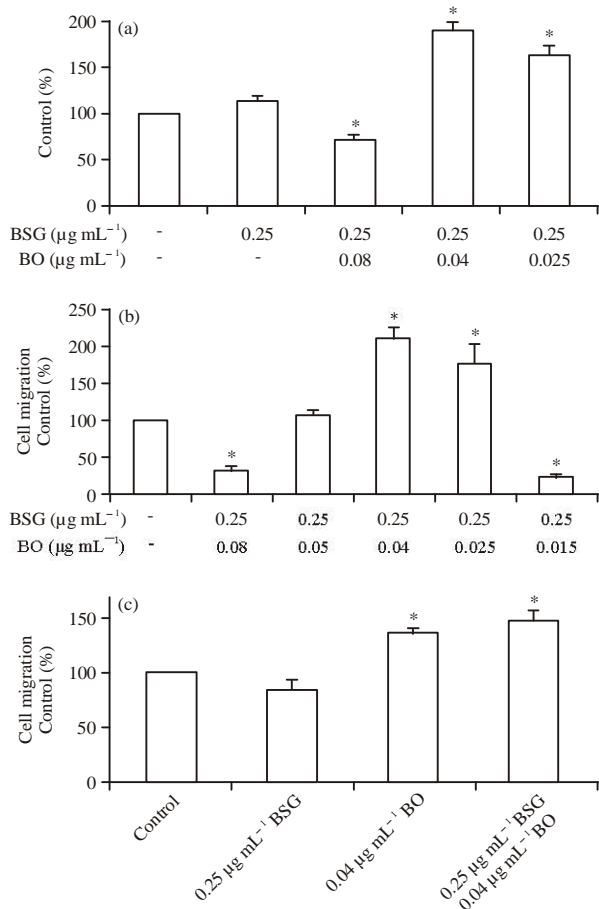 (a)
Control (%)
200
150
100
50
0
* * *
BSG (µg mL⁻¹) - 0.25 0.25 0.25 0.25
BO (µg mL⁻¹) - - 0.08 0.04 0.025
(b)
Cell migration
Control (%)
250
200
150
100
50
0
* * * *
BSG (µg mL⁻¹) - 0.25 0.25 0.25 0.25 0.25
BO (µg mL⁻¹) - 0.08 0.05 0.04 0.025 0.015
(c)
Cell migration
Control (%)
150
100
50
0
* *
Control
0.25 µg mL⁻¹ BSG
0.04 µg mL⁻¹ BO
0.25 µg mL⁻¹ BSG
0.04 µg mL⁻¹ BO